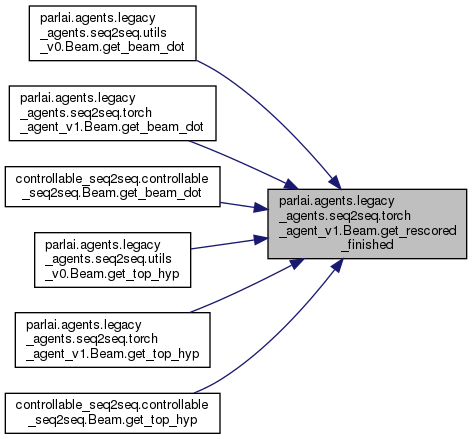 parlai.agents.legacy
_agents.seq2seq.utils
_v0.Beam.get_beam_dot
parlai.agents.legacy
_agents.seq2seq.torch
_agent_v1.Beam.get_beam_dot
controllable_seq2seq.controllable
_seq2seq.Beam.get_beam_dot
parlai.agents.legacy
_agents.seq2seq.torch
_agent_v1.Beam.get_rescored
_finished
parlai.agents.legacy
_agents.seq2seq.utils
_v0.Beam.get_top_hyp
parlai.agents.legacy
_agents.seq2seq.torch
_agent_v1.Beam.get_top_hyp
controllable_seq2seq.controllable
_seq2seq.Beam.get_top_hyp